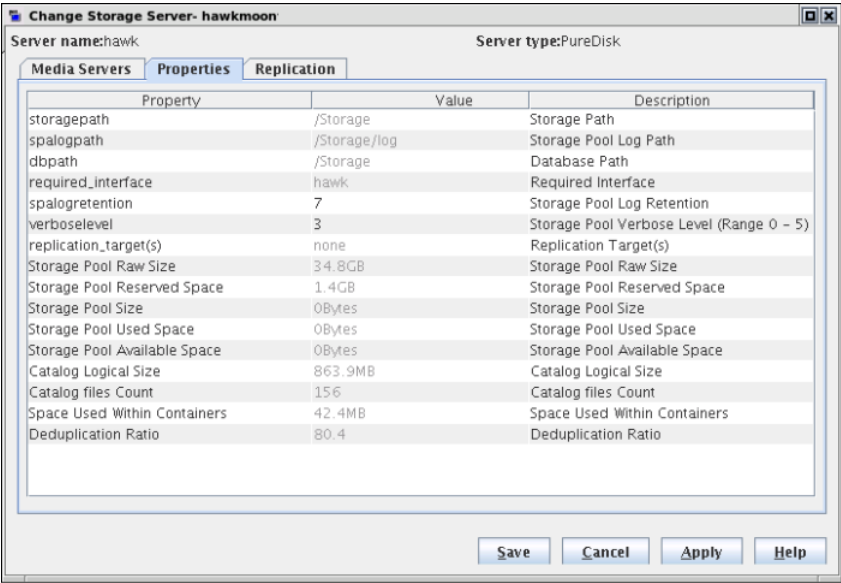 Change Storage Server- hawkmoon
Server name:hawk Server type:PureDisk
Media Servers Properties Replication
Property Value Description
storagepath /Storage Storage Path
spalogpath /Storage/log Storage Pool Log Path
dbpath /Storage Database Path
required_interface hawk Required Interface
spalogretention 7 Storage Pool Log Retention
verboselevel 3 Storage Pool Verbose Level (Range 0 - 5)
replication_target(s) none Replication Target(s)
Storage Pool Raw Size 34.8GB Storage Pool Raw Size
Storage Pool Reserved Space 1.4GB Storage Pool Reserved Space
Storage Pool Size 0Bytes Storage Pool Size
Storage Pool Used Space 0Bytes Storage Pool Used Space
Storage Pool Available Space 0Bytes Storage Pool Available Space
Catalog Logical Size 863.9MB Catalog Logical Size
Catalog files Count 156 Catalog files Count
Space Used Within Containers 42.4MB Space Used Within Containers
Deduplication Ratio 80.4 Deduplication Ratio
Save Cancel Apply Help